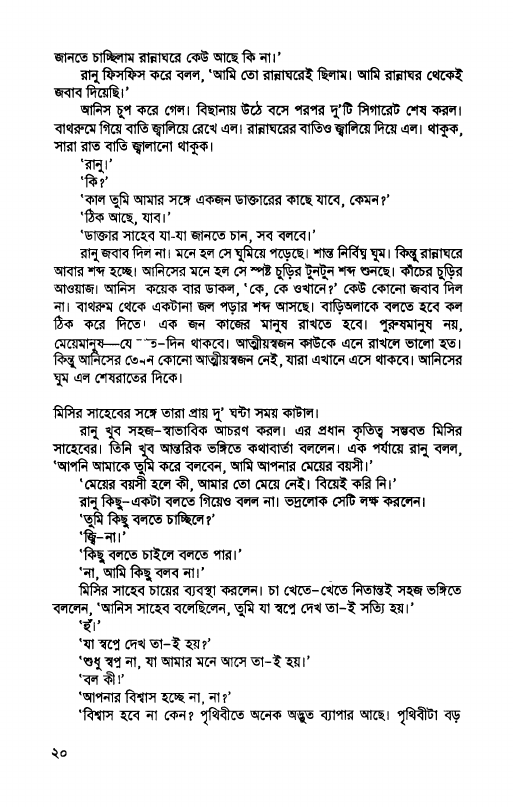 জানতে চাচ্ছিলাম রান্নাঘরে কেউ আছে কি না।’
রানু ফিসফিস করে বলল, ‘আমি তো রান্নাঘরেই ছিলাম। আমি রান্নাঘর থেকেই
জবাব দিয়েছি।’
আনিস চুপ করে গেল। বিছানায় উঠে বসে পরপর দু’টি সিগারেট শেষ করল।
বাথরুমে গিয়ে বাতি জ্বালিয়ে রেখে এল। রান্নাঘরের বাতিও জ্বালিয়ে দিয়ে এল। থাকুক,
সারা রাত বাতি জ্বালানো থাকুক।
‘রানু।’
‘কি?’
‘কাল তুমি আমার সঙ্গে একজন ডাক্তারের কাছে যাবে, কেমন?’
‘ঠিক আছে, যাব।’
‘ডাক্তার সাহেব যা-যা জানতে চান, সব বলবে।’
রানু জবাব দিল না। মনে হল সে ঘুমিয়ে পড়েছে। শান্ত নির্বিঘ্ন ঘুম। কিন্তু রান্নাঘরে
আবার শব্দ হচ্ছে। আনিসের মনে হল সে স্পষ্ট চুড়ির টুনটুন শব্দ শুনছে। কাঁচের চুড়ির
আওয়াজ। আনিস কয়েক বার ডাকল, ‘কে, কে ওখানে?’ কেউ কোনো জবাব দিল
না। বাথরুম থেকে একটানা জল পড়ার শব্দ আসছে। বাড়িঅলাকে বলতে হবে কল
ঠিক করে দিতে। এক জন কাজের মানুষ রাখতে হবে। পুরুষমানুষ নয়,
মেয়েমানুষ—যে -দিন থাকবে। আত্মীয়স্বজন কাউকে এনে রাখলে ভালো হত।
কিন্তু আনিসের তেমন কোনো আত্মীয়স্বজন নেই, যারা এখানে এসে থাকবে। আনিসের
ঘুম এল শেষরাতের দিকে।
মিসির সাহেবের সঙ্গে তারা প্রায় দু’ ঘন্টা সময় কাটাল।
রানু খুব সহজ-স্বাভাবিক আচরণ করল। এর প্রধান কৃতিত্ব সম্ভবত মিসির
সাহেবের। তিনি খুব আন্তরিক ভঙ্গিতে কথাবার্তা বললেন। এক পর্যায়ে রানু বলল,
‘আপনি আমাকে তুমি করে বলবেন, আমি আপনার মেয়ের বয়সী।’
‘মেয়ের বয়সী হলে কী, আমার তো মেয়ে নেই। বিয়েই করি নি।’
রানু কিছু-একটা বলতে গিয়েও বলল না। ভদ্রলোক সেটি লক্ষ করলেন।
‘তুমি কিছু বলতে চাচ্ছিলে?’
‘জ্বি-না।’
‘কিছু বলতে চাইলে বলতে পার।’
‘না, আমি কিছু বলব না।’
মিসির সাহেব চায়ের ব্যবস্থা করলেন। চা খেতে-খেতে নিতান্তই সহজ ভঙ্গিতে
বললেন, ‘আনিস সাহেব বলেছিলেন, তুমি যা স্বপ্নে দেখ তা-ই সত্যি হয়।’
‘হুঁ।’
‘যা স্বপ্নে দেখ তা-ই হয়?’
‘শুধু স্বপ্ন না, যা আমার মনে আসে তা-ই হয়।’
‘বল কী!’
‘আপনার বিশ্বাস হচ্ছে না, না?’
‘বিশ্বাস হবে না কেন? পৃথিবীতে অনেক অদ্ভুত ব্যাপার আছে। পৃথিবীটা বড়
২০